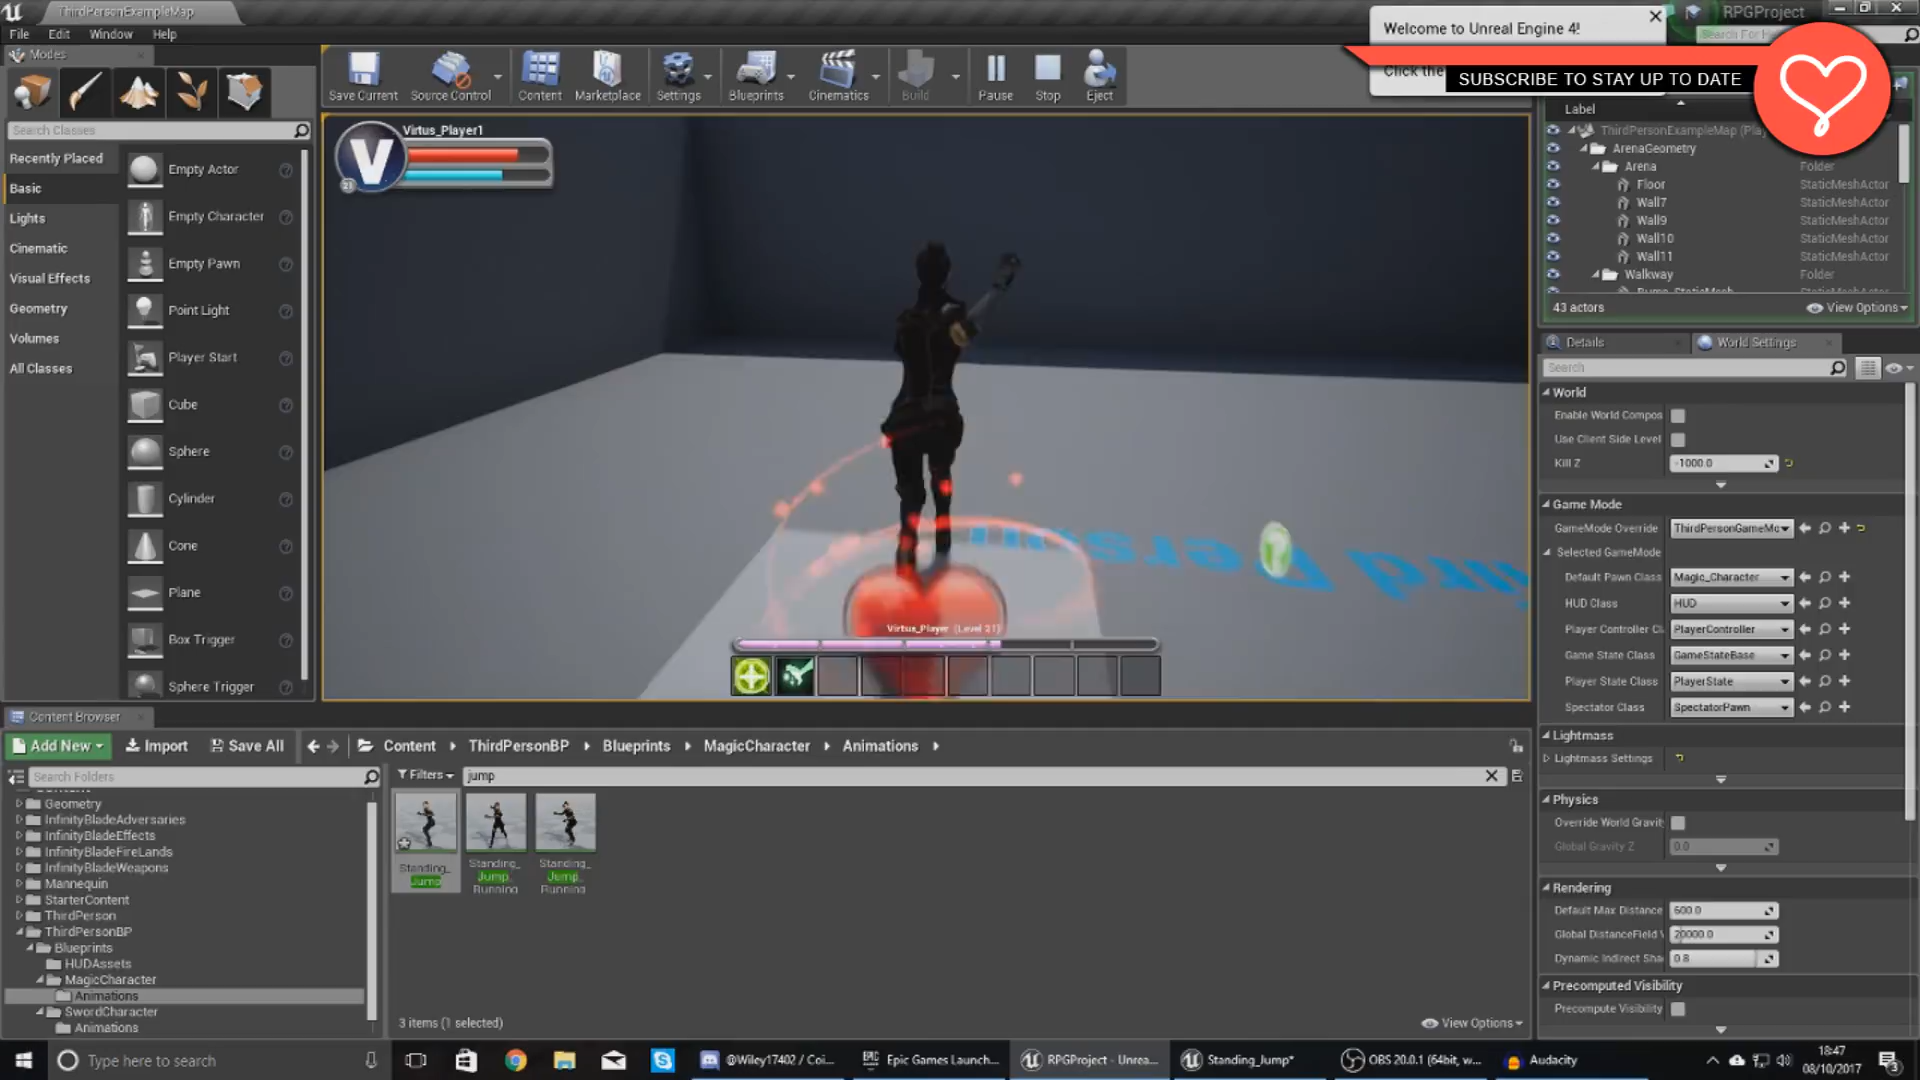 ThirdPersonExampleMap
RPGProject
File Edit Window Help
Search For He
Welcome to Unreal Engine 4!
Click the
SUBSCRIBE TO STAY UP TO DATE
Modes
Save Current
Source Control
Content
Marketplace
Settings
Blueprints
Cinematics
Build
Pause
Stop
Eject
Search Classes
Recently Placed
Basic
Lights
Cinematic
Visual Effects
Geometry
Volumes
All Classes
Empty Actor
Empty Character
Empty Pawn
Point Light
Player Start
Cube
Sphere
Cylinder
Cone
Plane
Box Trigger
Sphere Trigger
Virtus_Player1
V
21
Virtus_Player (Level 21)
Label
ThirdPersonExampleMap (Play
ArenaGeometry
Arena Folder
Floor StaticMeshActor
Wall7 StaticMeshActor
Wall9 StaticMeshActor
Wall10 StaticMeshActor
Wall11 StaticMeshActor
Walkway Folder
Bump_StaticMesh
43 actors
View Options
Details
World Settings
Search
World
Enable World Compos
Use Client Side Level
Kill Z -1000.0
Game Mode
GameMode Override ThirdPersonGameMo
Selected GameMode
Default Pawn Class Magic_Character
HUD Class HUD
Player Controller Cl PlayerController
Game State Class GameStateBase
Player State Class PlayerState
Spectator Class SpectatorPawn
Lightmass
Lightmass Settings
Physics
Override World Gravit
Global Gravity Z 0.0
Rendering
Default Max Distance 600.0
Global DistanceField V 20000.0
Dynamic Indirect Sha 0.8
Precomputed Visibility
Precompute Visibility
Content Browser
Add New
Import
Save All
Content ThirdPersonBP Blueprints MagicCharacter Animations
Search Folders
Filters
jump
Geometry
InfinityBladeAdversaries
InfinityBladeEffects
InfinityBladeFireLands
InfinityBladeWeapons
Mannequin
StarterContent
ThirdPerson
ThirdPersonBP
Blueprints
HUDAssets
MagicCharacter
Animations
SwordCharacter
Animations
Standing_
Jump
Standing_
Jump_
Running
Standing_
Jump_
Running
3 items (1 selected)
View Options
Type here to search
@Wiley17402 / Coi...
Epic Games Launch...
RPGProject - Unrea...
Standing_Jump*
OBS 20.0.1 (64bit, w...
Audacity
18:47
08/10/2017
3